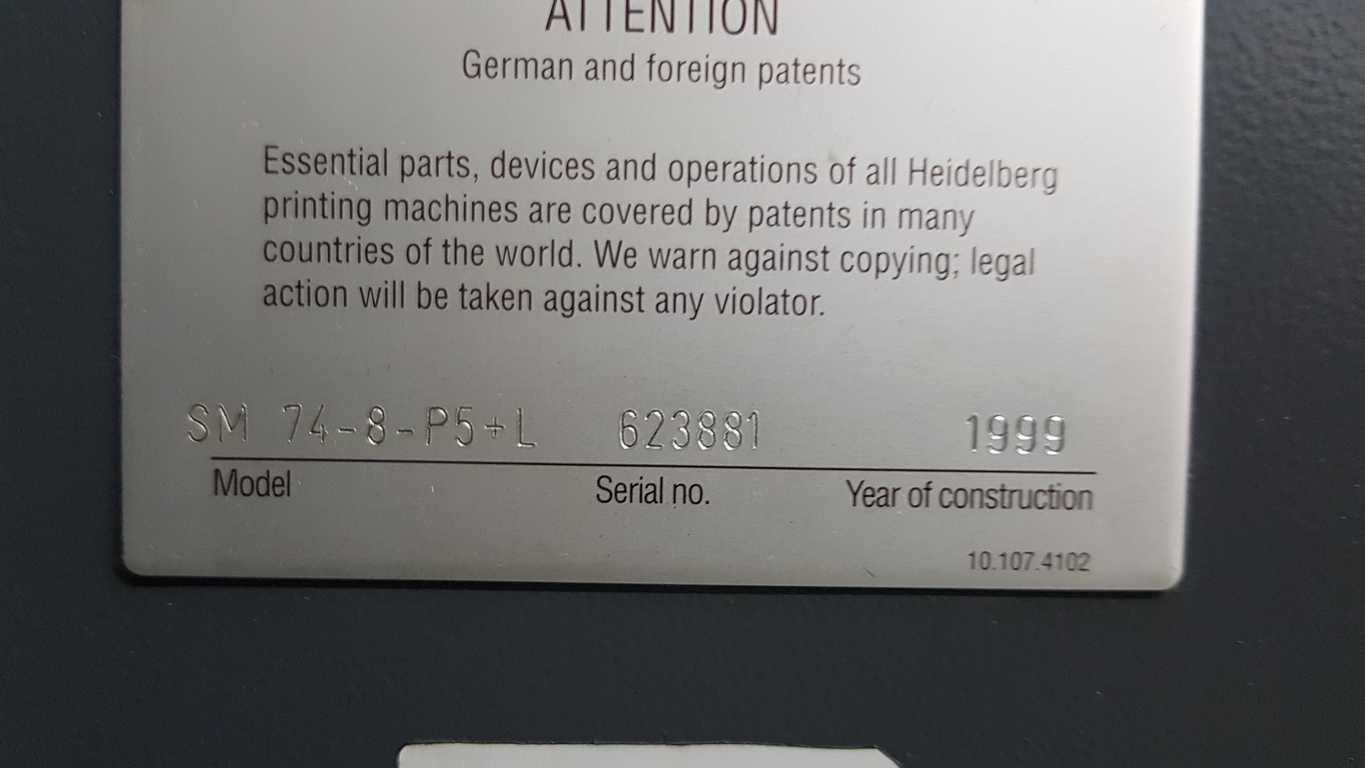 ATTENTION
German and foreign patents
Essential parts, devices and operations of all Heidelberg
printing machines are covered by patents in many
countries of the world. We warn against copying; legal
action will be taken against any violator.
SM 74-8-P5+L 623881 1999
Model Serial no. Year of construction
10.107.4102